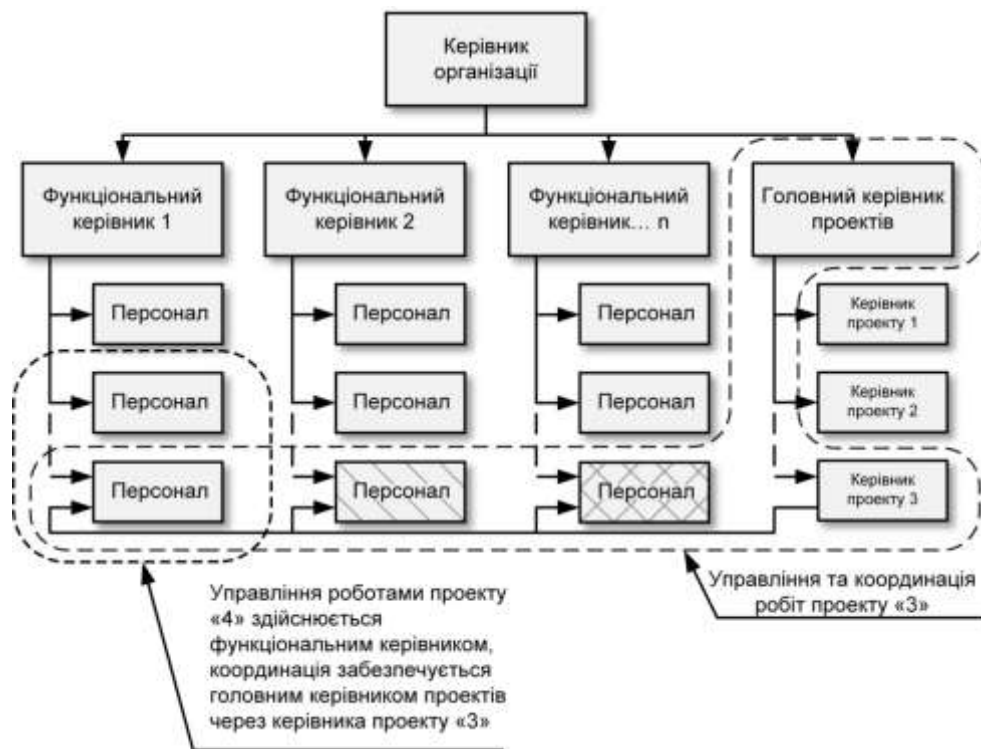 Керівник
організації
Функціональний
керівник 1
Функціональний
керівник 2
Функціональний
керівник... n
Головний керівник
проектів
Персонал
Персонал
Персонал
Керівник
проекту 1
Персонал
Персонал
Персонал
Керівник
проекту 2
Персонал
Персонал
Персонал
Керівник
проекту 3
Управління роботами проекту
«4» здійснюється
функціональним керівником,
координація забезпечується
головним керівником проектів
через керівника проекту «3»
Управління та координація
робіт проекту «3»